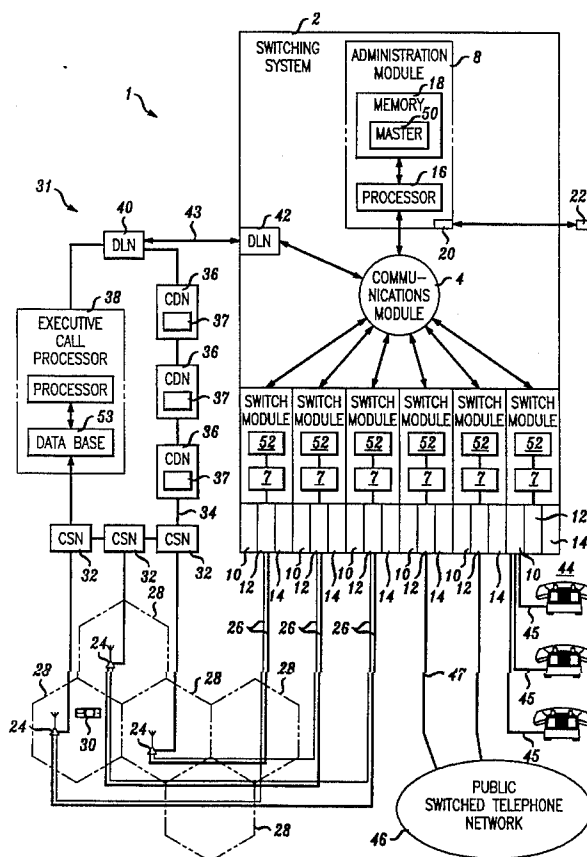 2
SWITCHING
SYSTEM
ADMINISTRATION
MODULE
8
18
MEMORY
50
MASTER
16
PROCESSOR
20
22
1
31
40
DLN
43
42
DLN
COMMU-
NICATIONS
MODULE
4
38
EXECUTIVE
CALL
PROCESSOR
PROCESSOR
53
DATA BASE
36
CDN
37
36
CDN
37
36
CDN
37
34
SWITCH
MODULE
52
7
SWITCH
MODULE
52
7
SWITCH
MODULE
52
7
SWITCH
MODULE
52
7
SWITCH
MODULE
52
7
SWITCH
MODULE
52
7
12
14
CSN
32
CSN
32
CSN
32
10
12
14
10
12
14
10
12
14
10
12
14
10
12
14
10
44
45
45
45
26
26
26
47
28
28
28
28
28
24
24
24
30
PUBLIC
SWITCHED TELEPHONE
NETWORK
46